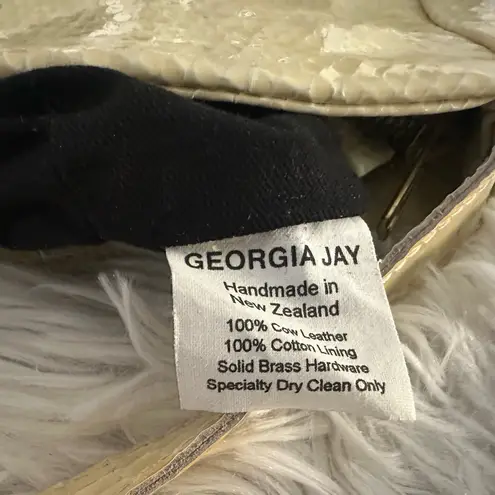 GEORGIA JAY
Handmade in
New Zealand
100% Cow Leather
100% Cotton Lining
Solid Brass Hardware
Specialty Dry Clean Only